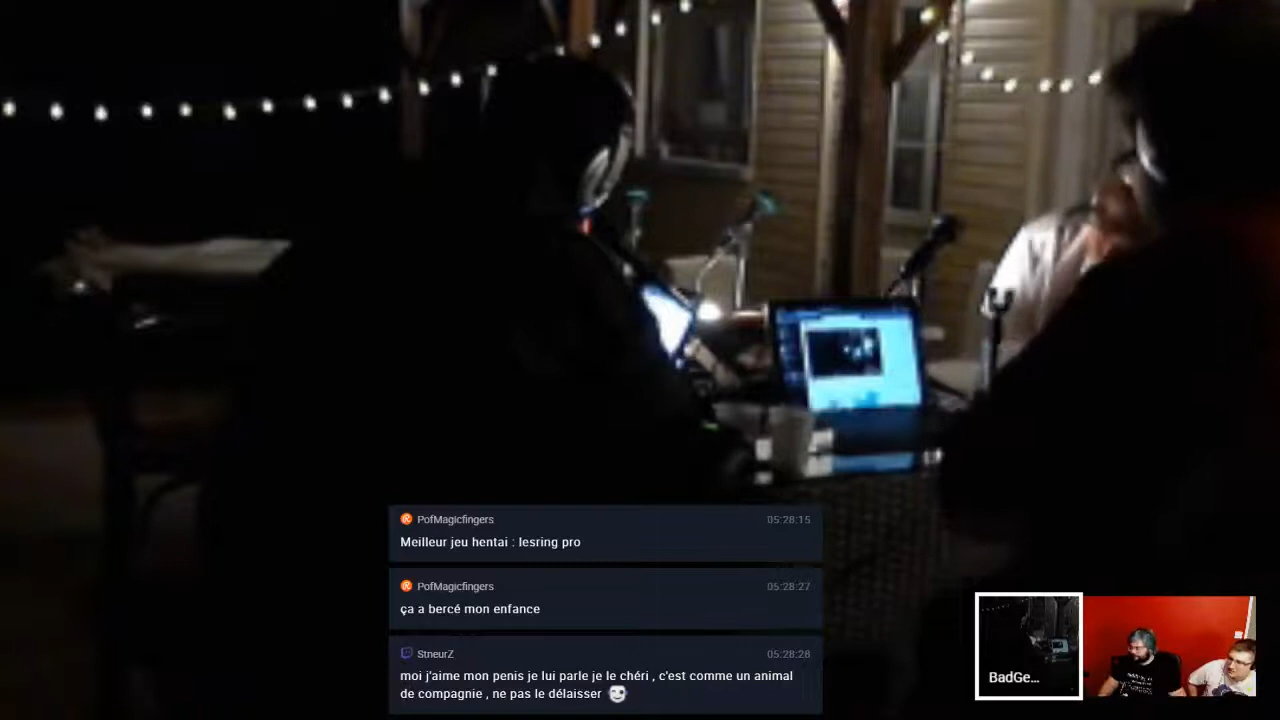 PofMagicfingers 05:28:15
Meilleur jeu hentai : lesring pro
PofMagicfingers 05:28:27
ça a bercé mon enfance
StneurZ 05:28:28
moi j'aime mon penis je lui parle je le chéri , c'est comme un animal
de compagnie , ne pas le délaisser
BadGe...